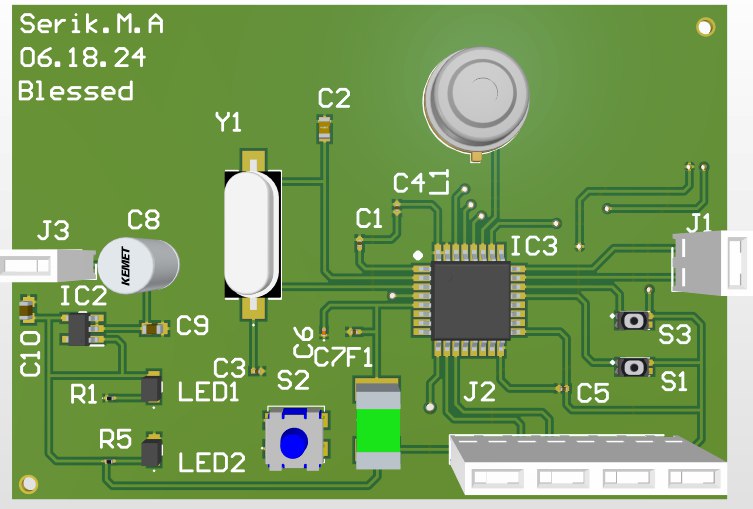 Serik.M.A
06.18.24
Blessed
C2
Y1
C4
L1
C1
C8
J3
J1
KEMET
IC3
IC2
C9
S3
C10
C6
C7
F1
C3
S2
LED1
R1
J2
S1
C5
R5
LED2